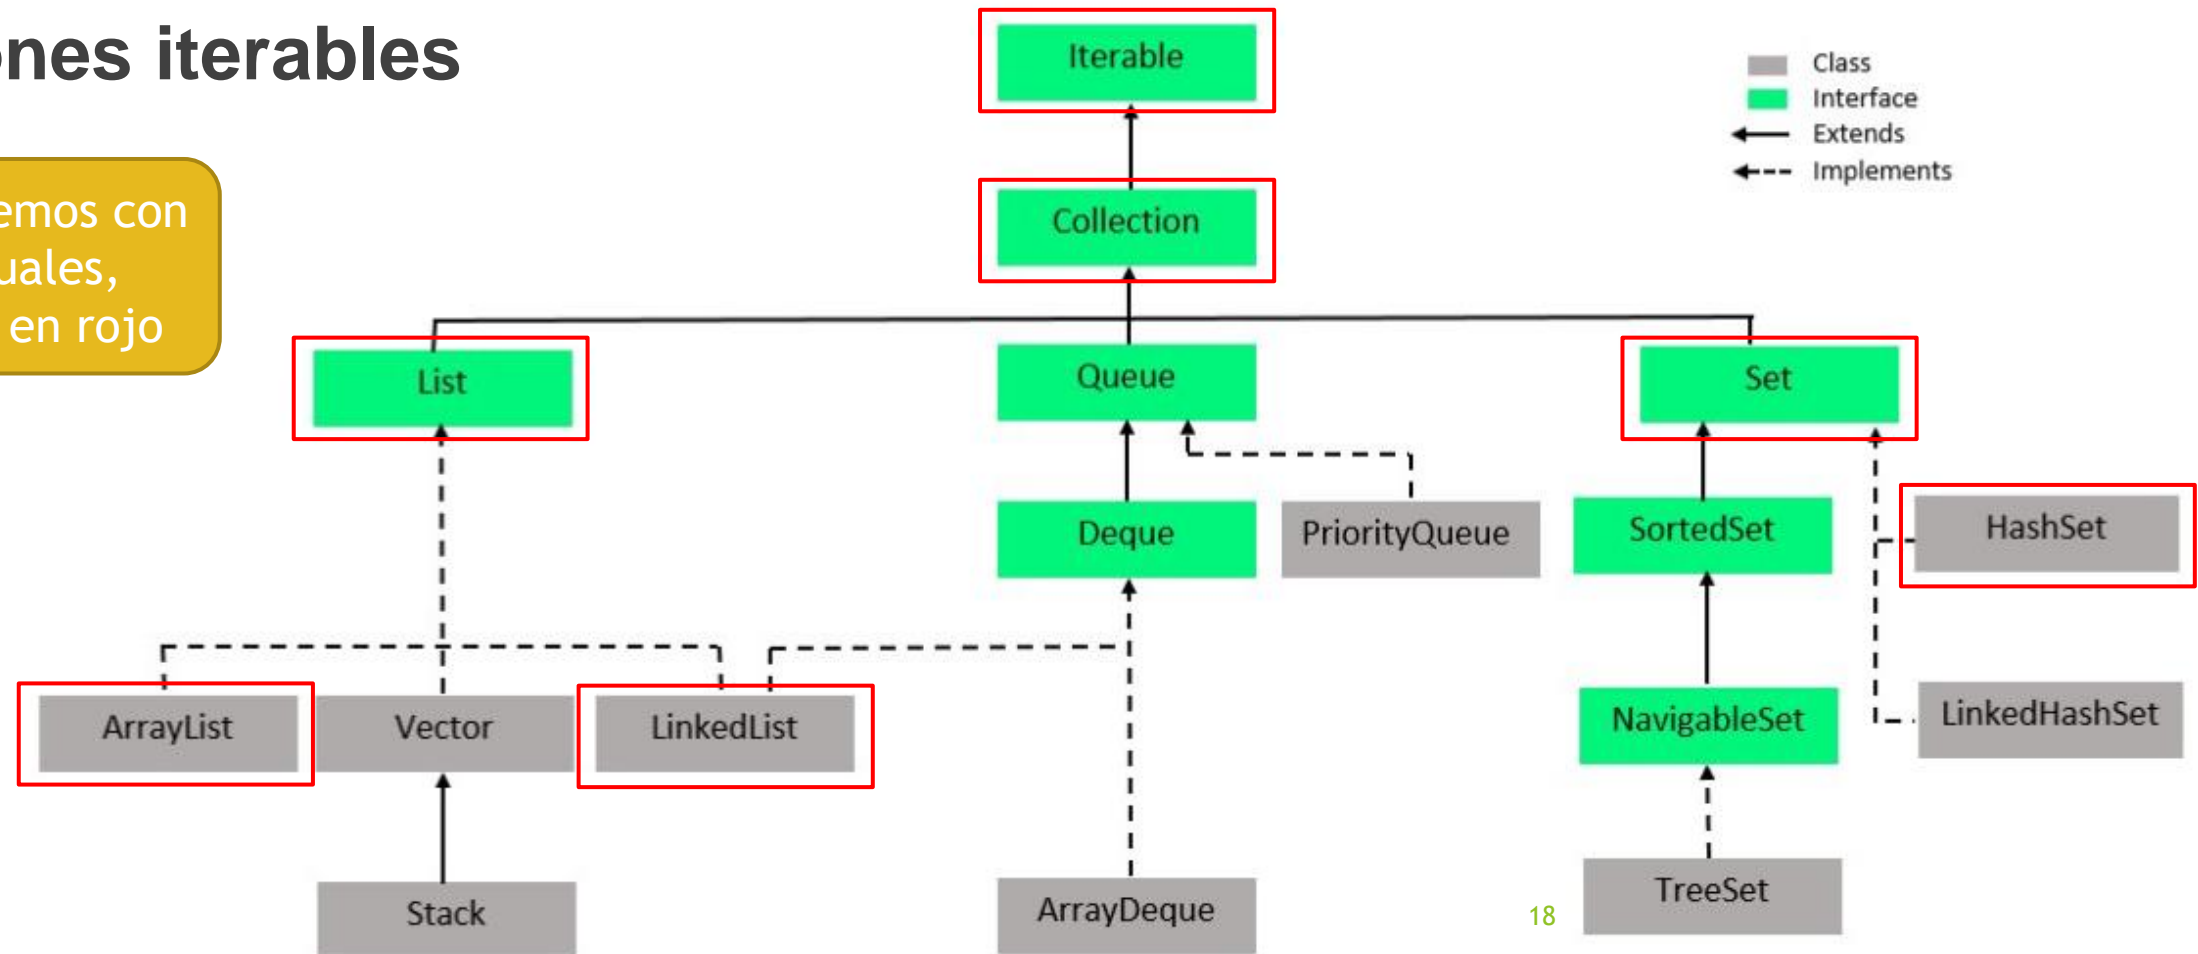 ones iterables
emos con
uales,
en rojo
Iterable
Class
Interface
Extends
Implements
Collection
List
Queue
Set
Deque
PriorityQueue
SortedSet
HashSet
ArrayList
Vector
LinkedList
NavigableSet
LinkedHashSet
Stack
ArrayDeque
TreeSet
18